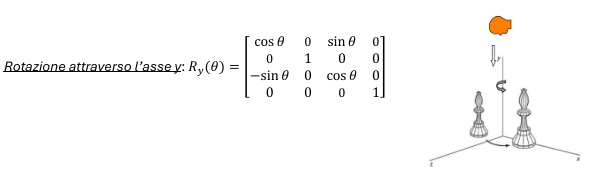 Rotazione attraverso l'asse y: R_y(θ) = [cos θ 0 sin θ 0
0 1 0 0
−sin θ 0 cos θ 0
0 0 0 1]
y
z
x